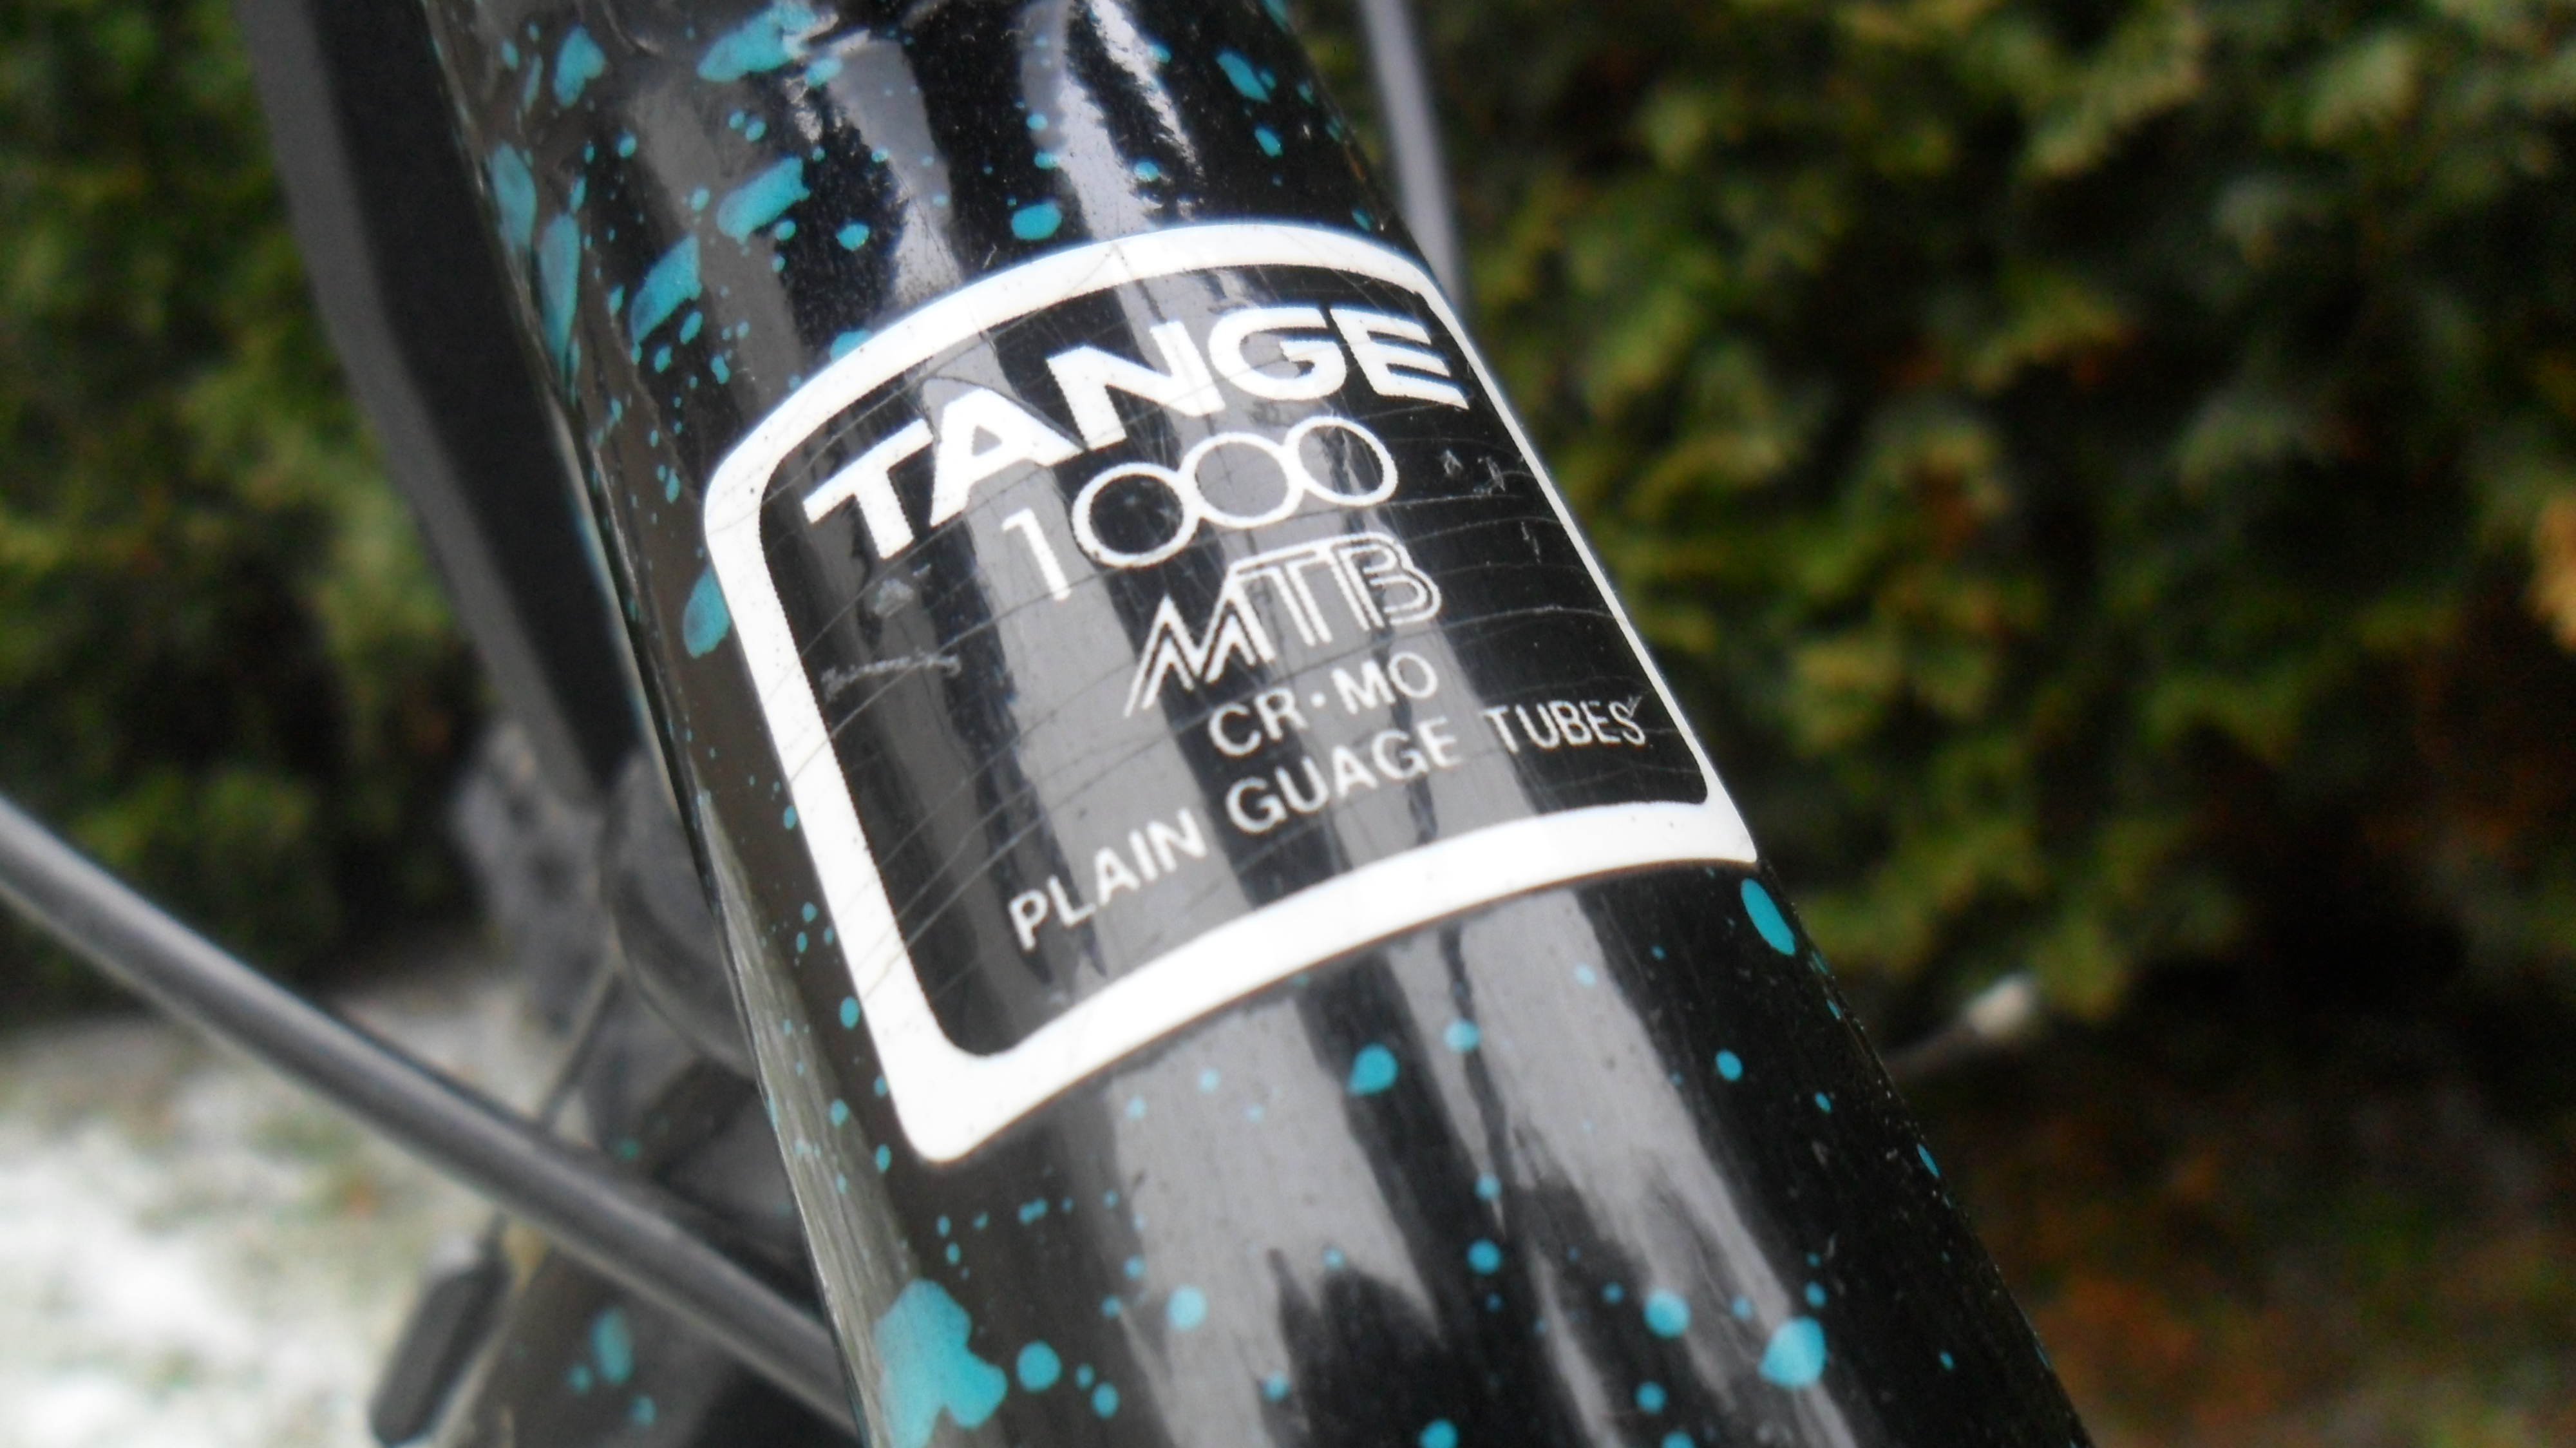 TANGE
1000
MTB
CR·MO
PLAIN GUAGE TUBES